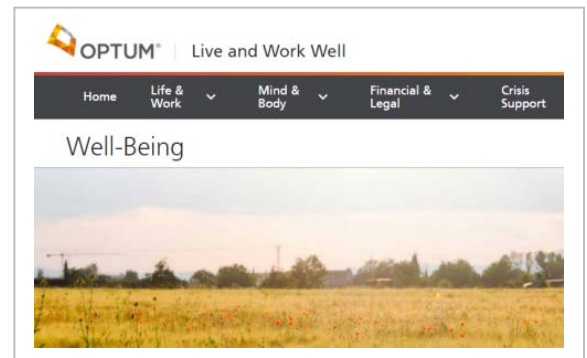 OPTUM® Live and Work Well
Home Life & Work Mind & Body Financial & Legal Crisis Support
Well-Being